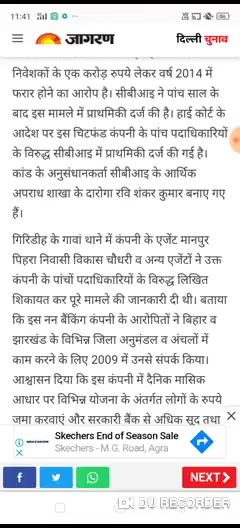 11:41
जागरण
दिल्ली चुनाव
निवेशकों के एक करोड़ रुपये लेकर वर्ष 2014 में
फरार होने का आरोप है। सीबीआइ ने पांच साल के
बाद इस मामले में प्राथमिकी दर्ज की है। हाई कोर्ट के
आदेश पर इस चिटफंड कंपनी के पांच पदाधिकारियों
के विरुद्ध सीबीआइ में प्राथमिकी दर्ज की गई है।
कांड के अनुसंधानकर्ता सीबीआइ के आर्थिक
अपराध शाखा के दारोगा रवि शंकर कुमार बनाए गए
हैं।
गिरिडीह के गावां थाने में कंपनी के एजेंट मानपुर
पिहरा निवासी विकास चौधरी व अन्य एजेंटों ने उक्त
कंपनी के पांचों पदाधिकारियों के विरुद्ध लिखित
शिकायत कर पूरे मामले की जानकारी दी थी। बताया
कि इस नन बैंकिंग कंपनी के आरोपितों ने बिहार व
झारखंड के विभिन्न जिला अनुमंडल व अंचलों में
काम करने के लिए 2009 में उनसे संपर्क किया।
आश्वासन दिया कि इस कंपनी में दैनिक मासिक
आधार पर विभिन्न योजना के अंतर्गत लोगों के रुपये
जमा करवाएं और सरकारी बैंक से अधिक सूद तथा
Skechers End of Season Sale
Skechers - M.G. Road, Agra
NEXT
DU RECORDER